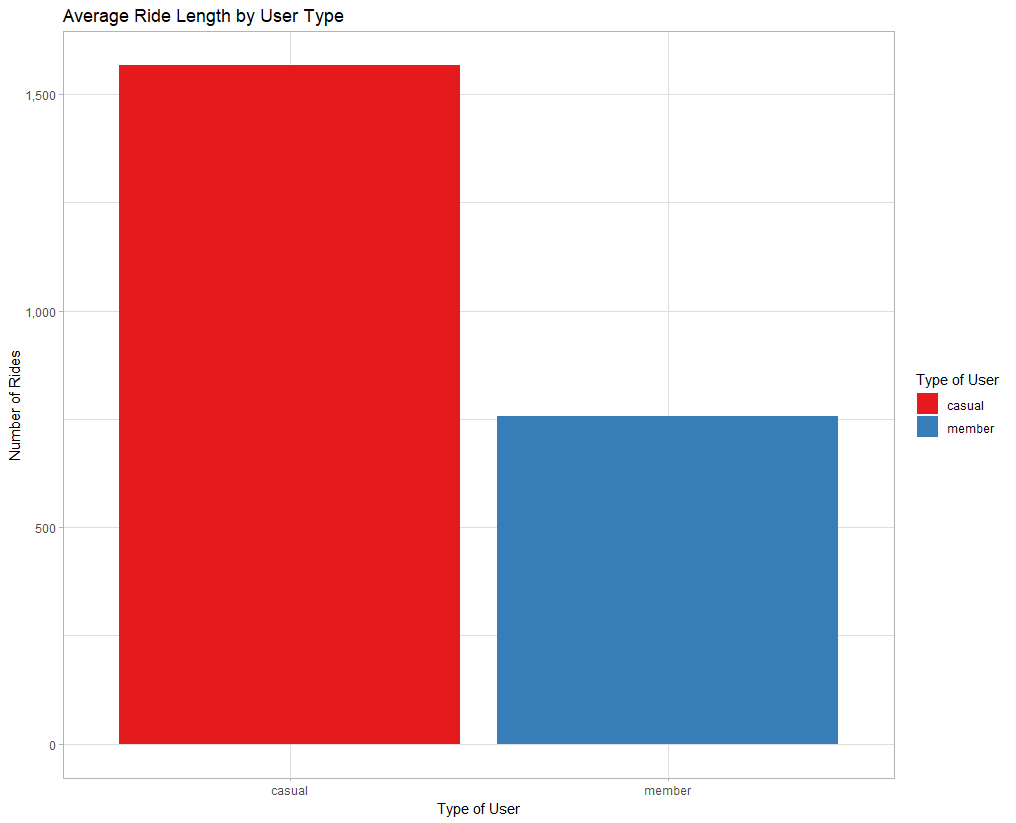 Average Ride Length by User Type
1,500
1,000
500
0
Number of Rides
casual
member
Type of User
Type of User
casual
member